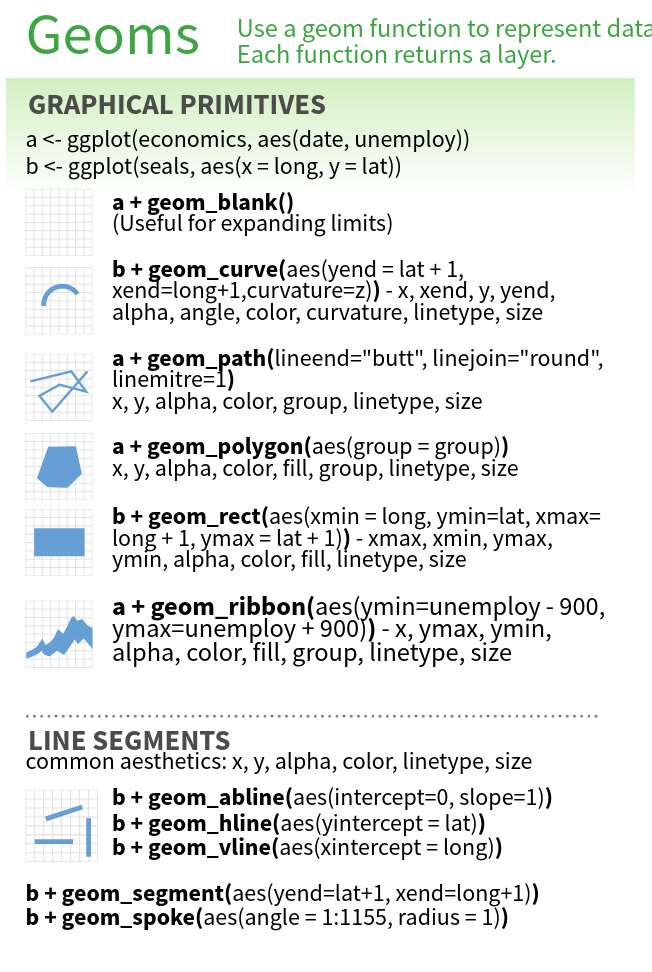 Geoms
Use a geom function to represent data
Each function returns a layer.
GRAPHICAL PRIMITIVES
a <- ggplot(economics, aes(date, unemploy))
b <- ggplot(seals, aes(x = long, y = lat))
a + geom_blank()
(Useful for expanding limits)
b + geom_curve(aes(yend = lat + 1,
xend=long+1,curvature=z)) - x, xend, y, yend,
alpha, angle, color, curvature, linetype, size
a + geom_path(lineend="butt", linejoin="round",
linemitre=1)
x, y, alpha, color, group, linetype, size
a + geom_polygon(aes(group = group))
x, y, alpha, color, fill, group, linetype, size
b + geom_rect(aes(xmin = long, ymin=lat, xmax=
long + 1, ymax = lat + 1)) - xmax, xmin, ymax,
ymin, alpha, color, fill, linetype, size
a + geom_ribbon(aes(ymin=unemploy - 900,
ymax=unemploy + 900)) - x, ymax, ymin,
alpha, color, fill, group, linetype, size
LINE SEGMENTS
common aesthetics: x, y, alpha, color, linetype, size
b + geom_abline(aes(intercept=0, slope=1))
b + geom_hline(aes(yintercept = lat))
b + geom_vline(aes(xintercept = long))
b + geom_segment(aes(yend=lat+1, xend=long+1))
b + geom_spoke(aes(angle = 1:1155, radius = 1))